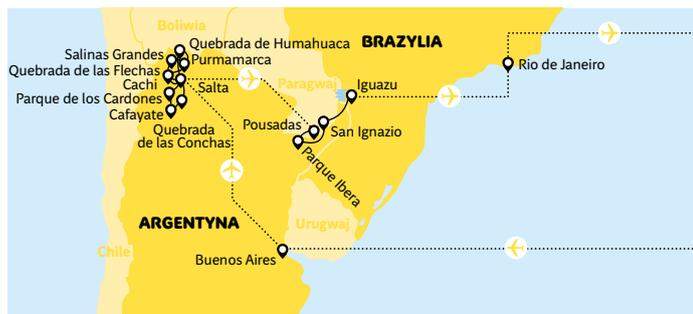 Boliwia
Quebrada de Humahuaca
BRAZYLIA
Salinas Grandes
Purmamarca
Rio de Janeiro
Quebrada de las Flechas
Cachi
Salta
Paragwaj
Iguazu
Parque de los Cardones
Cafayate
Pousadas
San Ignazio
Quebrada
de las Conchas
Parque Ibera
ARGENTYNA
Urugwaj
Chile
Buenos Aires